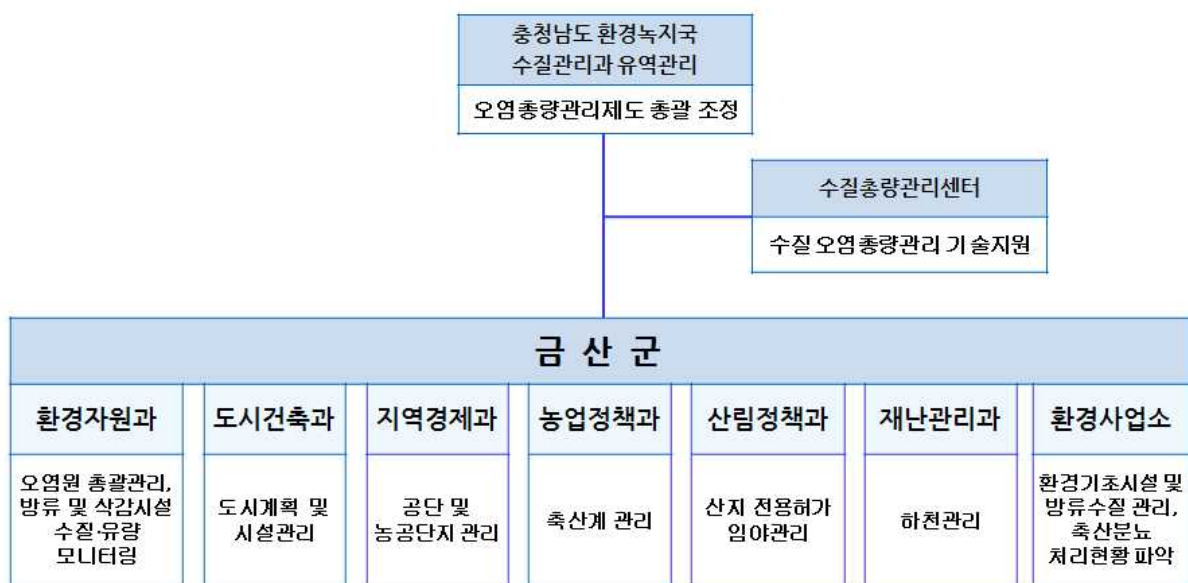 충청남도 환경녹지국
수질관리과 유역관리
오염총량관리제도 총괄 조정
수질총량관리센터
수질 오염총량관리 기술지원
금 산 군
환경자원과
오염원 총괄관리,
방류 및 삭감시설
수질·유량
모니터링
도시건축과
도시계획 및
시설관리
지역경제과
공단 및
농공단지 관리
농업정책과
축산계 관리
산림정책과
산지 전용허가
임야관리
재난관리과
하천관리
환경사업소
환경기초시설 및
방류수질 관리,
축산분뇨
처리현황 파악